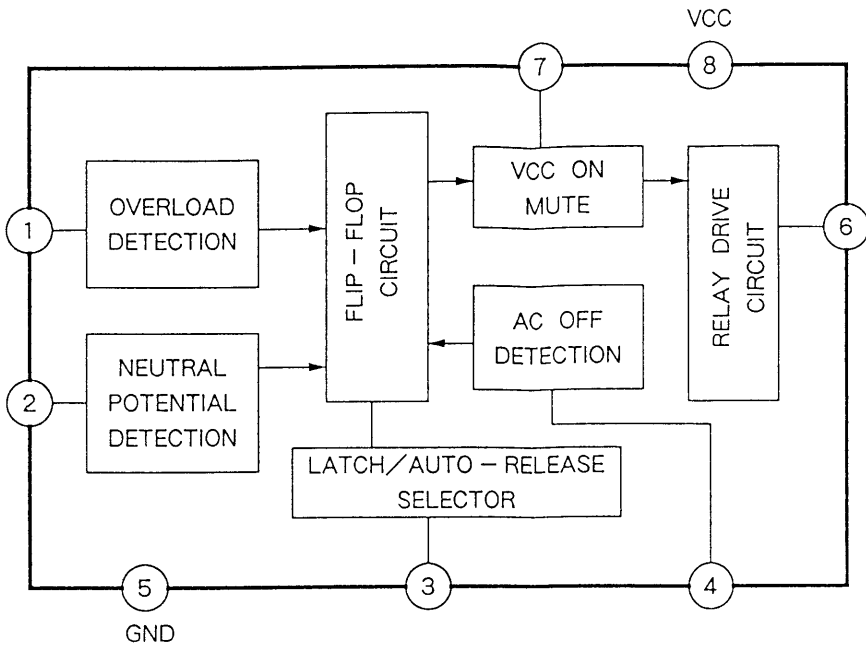 VCC
7
8
OVERLOAD
DETECTION
FLIP-FLOP
CIRCUIT
VCC ON
MUTE
RELAY DRIVE
CIRCUIT
1
6
AC OFF
DETECTION
NEUTRAL
POTENTIAL
DETECTION
2
LATCH/AUTO-RELEASE
SELECTOR
5
3
4
GND